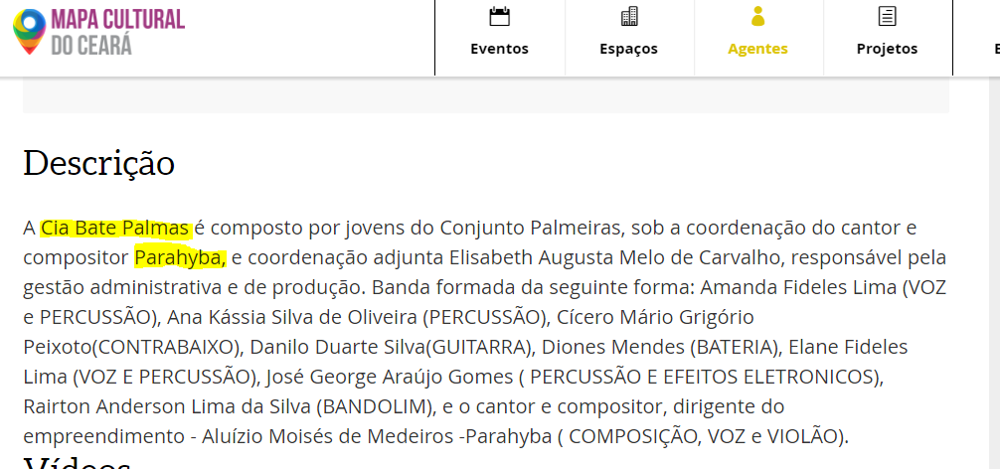 MAPA CULTURAL
DO CEARÁ
Eventos
Espaços
Agentes
Projetos
E
Descrição
A Cia Bate Palmas é composto por jovens do Conjunto Palmeiras, sob a coordenação do cantor e
compositor Parahyba, e coordenação adjunta Elisabeth Augusta Melo de Carvalho, responsável pela
gestão administrativa e de produção. Banda formada da seguinte forma: Amanda Fideles Lima (VOZ
e PERCUSSÃO), Ana Kássia Silva de Oliveira (PERCUSSÃO), Cícero Mário Grigório
Peixoto(CONTRABAIXO), Danilo Duarte Silva(GUITARRA), Diones Mendes (BATERIA), Elane Fideles
Lima (VOZ E PERCUSSÃO), José George Araújo Gomes ( PERCUSSÃO E EFEITOS ELETRONICOS),
Rairton Anderson Lima da Silva (BANDOLIM), e o cantor e compositor, dirigente do
empreendimento - Aluízio Moisés de Medeiros -Parahyba ( COMPOSIÇÃO, VOZ e VIOLÃO).
Vídeos